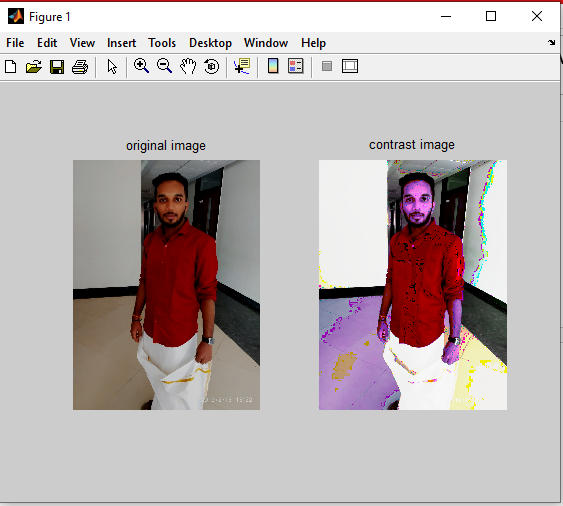 Figure 1
File Edit View Insert Tools Desktop Window Help
original image
contrast image